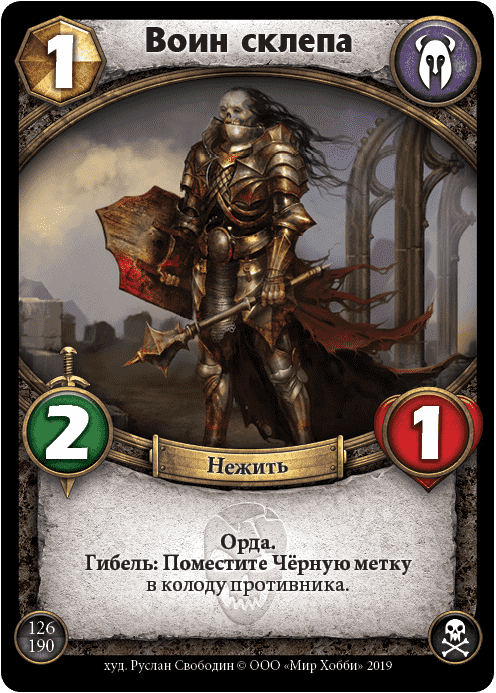 1
Воин склепа
2
1
Нежить
Орда.
Гибель: Поместите Чёрную метку
в колоду противника.
126
190
худ. Руслан Свободин © ООО «Мир Хобби» 2019